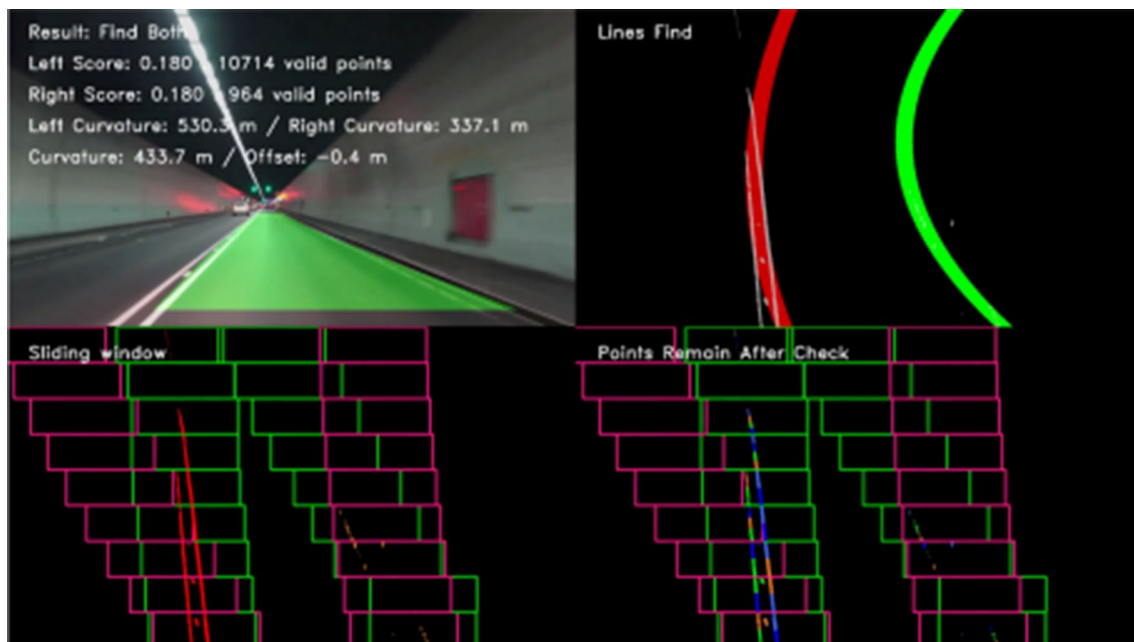 Result: Find Both
Left Score: 0.180 10714 valid points
Right Score: 0.180 964 valid points
Left Curvature: 530.3 m / Right Curvature: 337.1 m
Curvature: 433.7 m / Offset: -0.4 m
Lines Find
Sliding window
Points Remain After Check